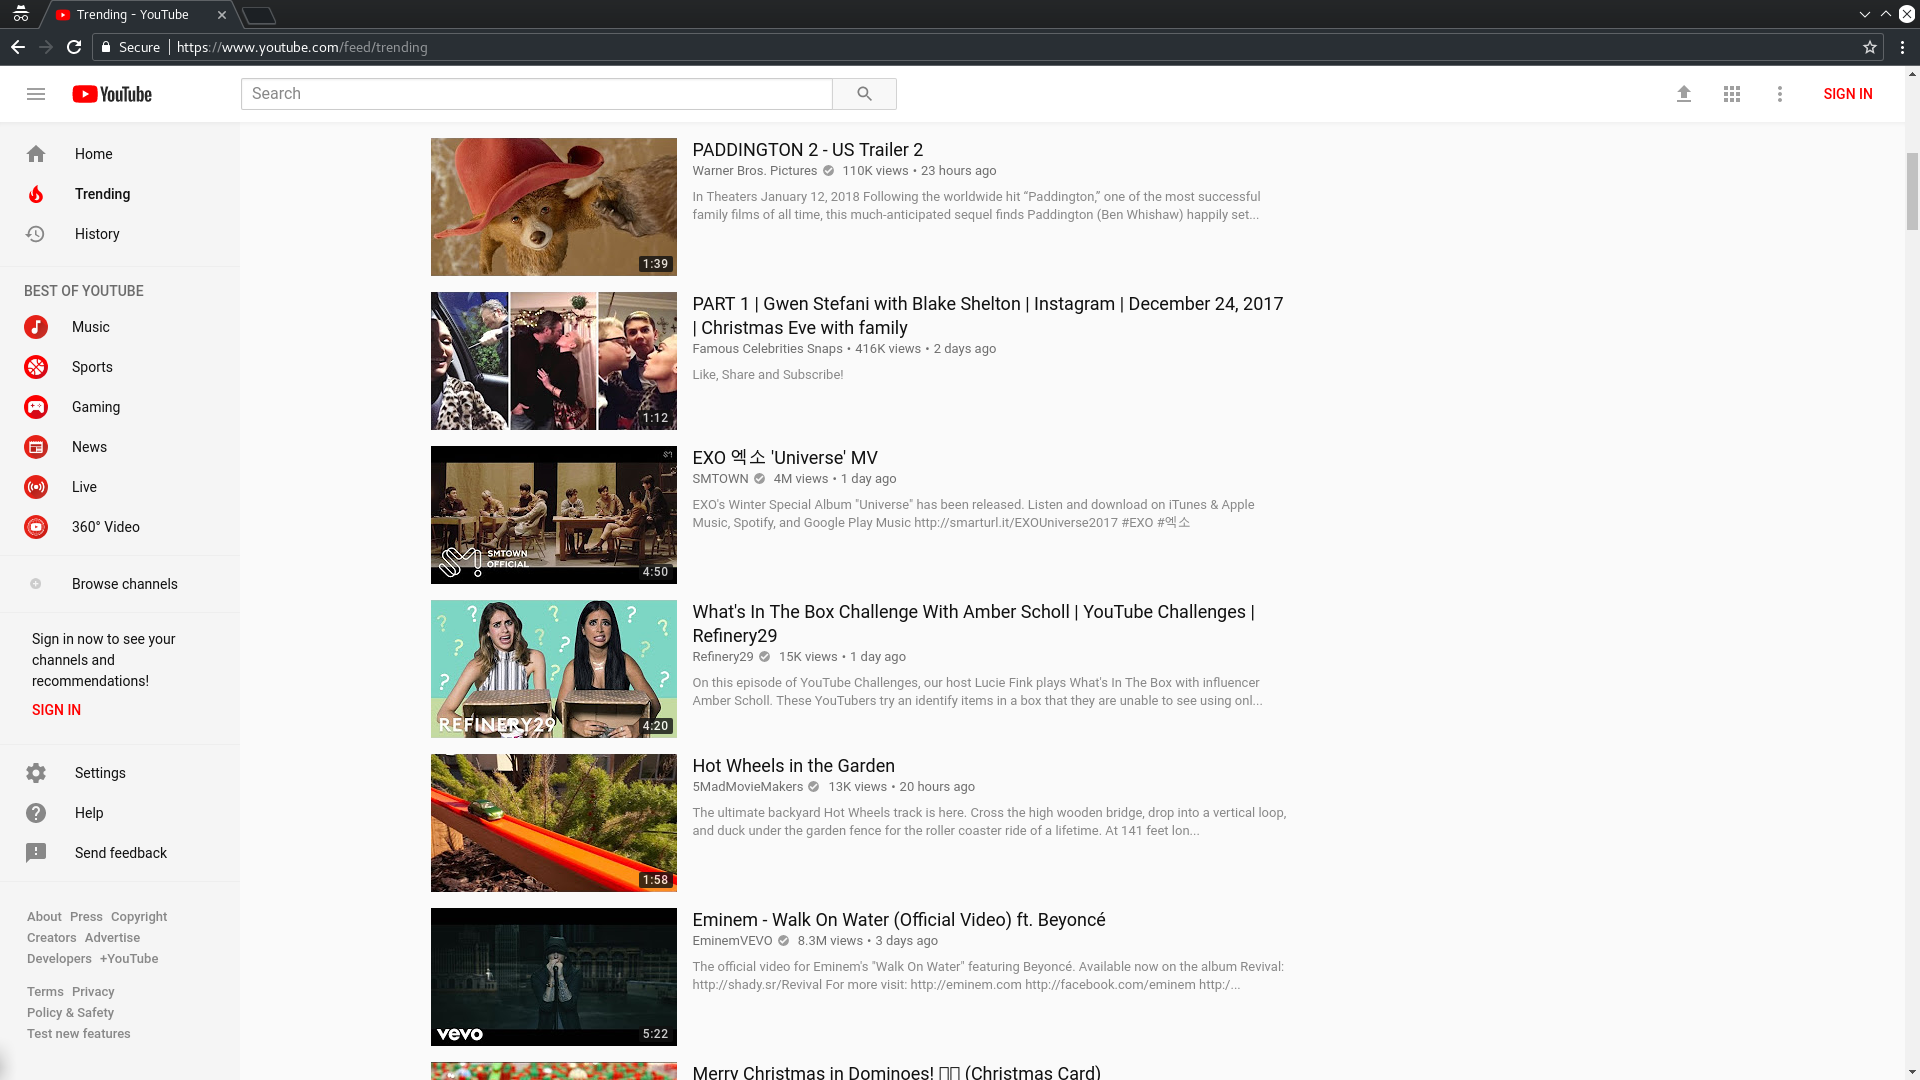 Trending - YouTube
Secure
https://www.youtube.com/feed/trending
YouTube
Search
SIGN IN
Home
Trending
History
BEST OF YOUTUBE
Music
Sports
Gaming
News
Live
360° Video
Browse channels
Sign in now to see your
channels and
recommendations!
SIGN IN
Settings
Help
Send feedback
About Press Copyright
Creators Advertise
Developers +YouTube
Terms Privacy
Policy & Safety
Test new features
1:39
PADDINGTON 2 - US Trailer 2
Warner Bros. Pictures 110K views • 23 hours ago
In Theaters January 12, 2018 Following the worldwide hit “Paddington,” one of the most successful
family films of all time, this much-anticipated sequel finds Paddington (Ben Whishaw) happily set...
1:12
PART 1 | Gwen Stefani with Blake Shelton | Instagram | December 24, 2017
| Christmas Eve with family
Famous Celebrities Snaps • 416K views • 2 days ago
Like, Share and Subscribe!
SMTOWN
OFFICIAL
4:50
EXO 엑소 'Universe' MV
SMTOWN 4M views • 1 day ago
EXO's Winter Special Album "Universe" has been released. Listen and download on iTunes & Apple
Music, Spotify, and Google Play Music http://smarturl.it/EXOUniverse2017 #EXO #엑소
REFINERY29
4:20
What's In The Box Challenge With Amber Scholl | YouTube Challenges |
Refinery29
Refinery29 15K views • 1 day ago
On this episode of YouTube Challenges, our host Lucie Fink plays What's In The Box with influencer
Amber Scholl. These YouTubers try an identify items in a box that they are unable to see using onl...
1:58
Hot Wheels in the Garden
5MadMovieMakers 13K views • 20 hours ago
The ultimate backyard Hot Wheels track is here. Cross the high wooden bridge, drop into a vertical loop,
and duck under the garden fence for the roller coaster ride of a lifetime. At 141 feet lon...
vevo
5:22
Eminem - Walk On Water (Official Video) ft. Beyoncé
EminemVEVO 8.3M views • 3 days ago
The official video for Eminem's "Walk On Water" featuring Beyoncé. Available now on the album Revival:
http://shady.sr/Revival For more visit: http://eminem.com http://facebook.com/eminem http:/...
Merry Christmas in Dominoes! (Christmas Card)